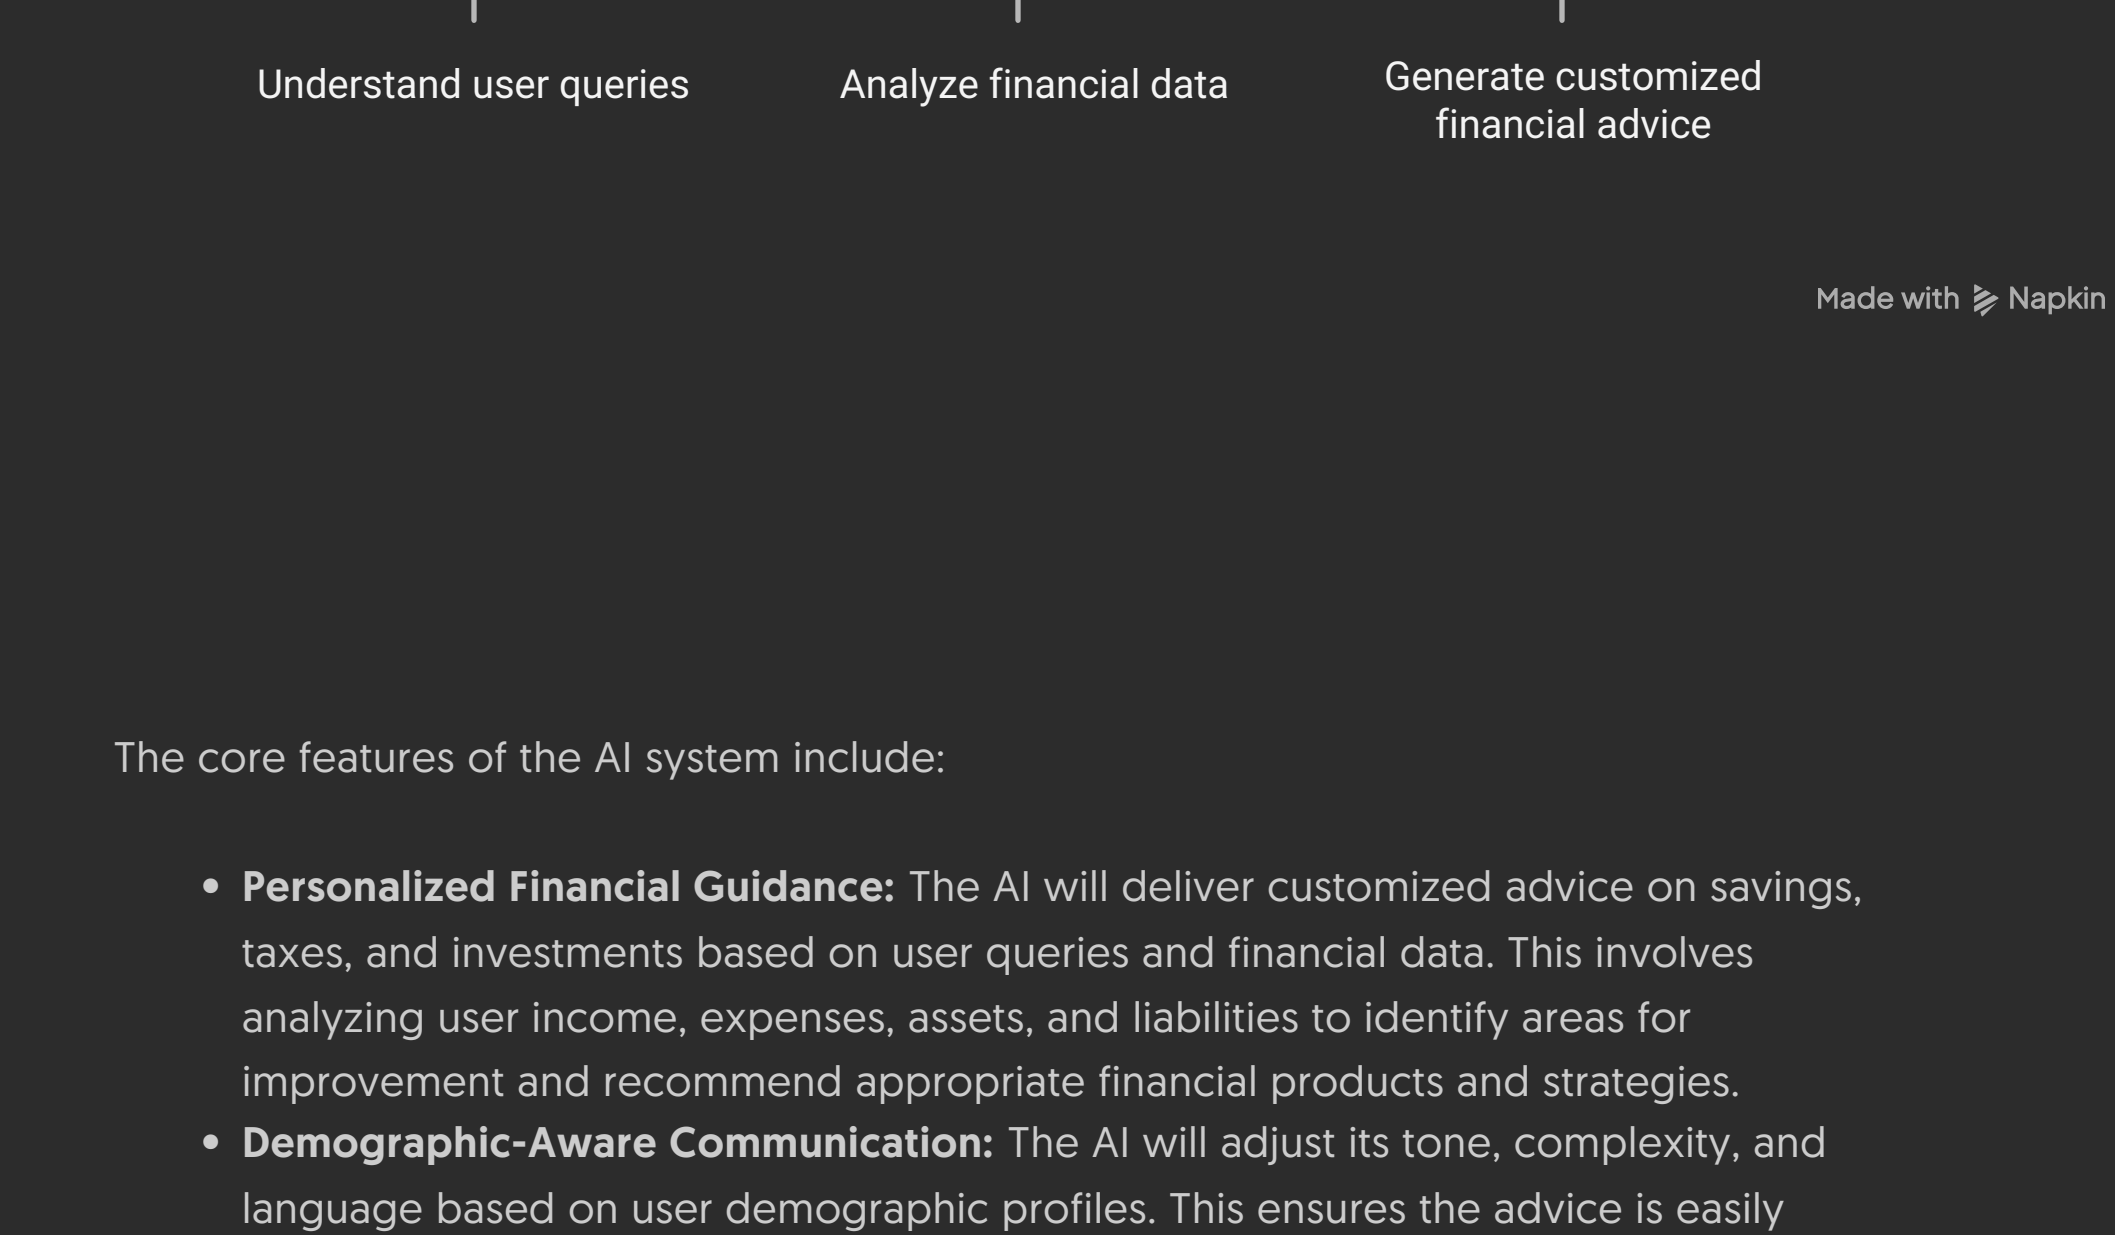 Understand user queries
Analyze financial data
Generate customized
financial advice
Made with Napkin
The core features of the AI system include:
• Personalized Financial Guidance: The AI will deliver customized advice on savings,
taxes, and investments based on user queries and financial data. This involves
analyzing user income, expenses, assets, and liabilities to identify areas for
improvement and recommend appropriate financial products and strategies.
• Demographic-Aware Communication: The AI will adjust its tone, complexity, and
language based on user demographic profiles. This ensures the advice is easily